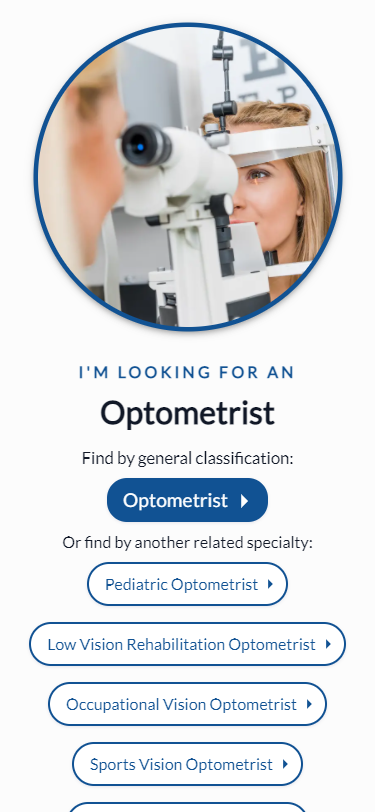 E
F P
I'M LOOKING FOR AN
Optometrist
Find by general classification:
Optometrist
Or find by another related specialty:
Pediatric Optometrist
Low Vision Rehabilitation Optometrist
Occupational Vision Optometrist
Sports Vision Optometrist